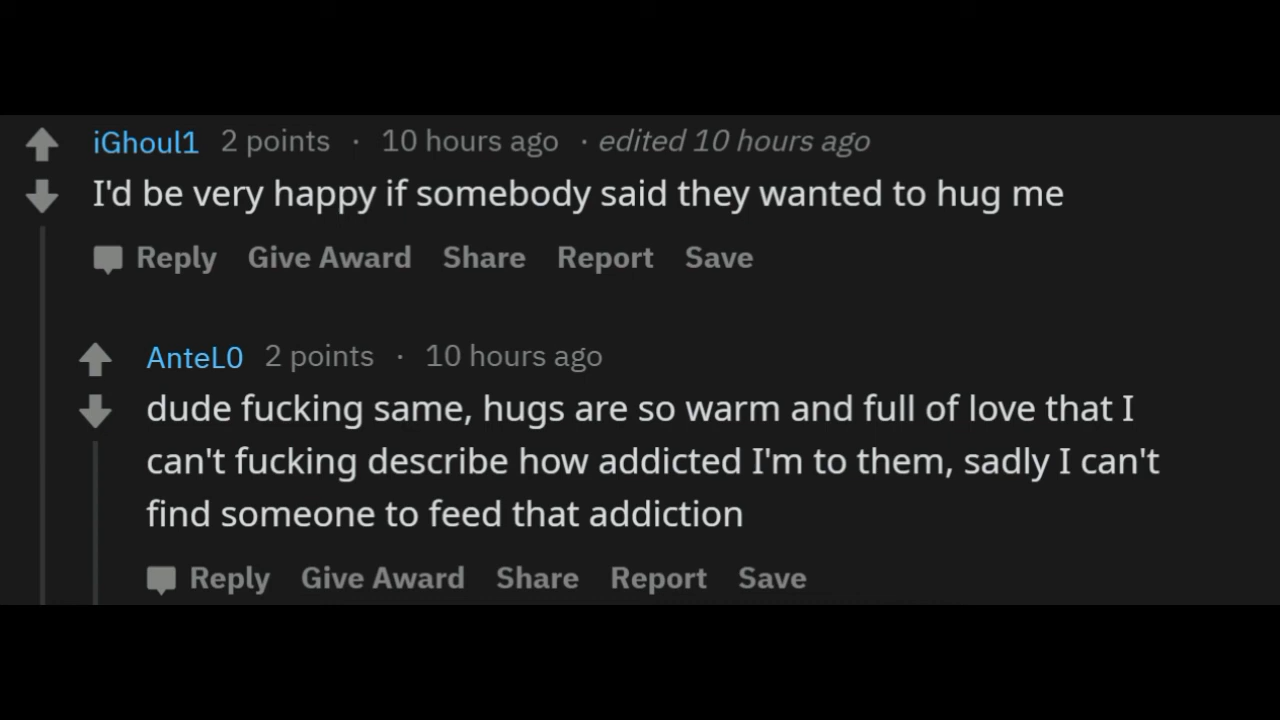 iGhoul1 2 points · 10 hours ago · edited 10 hours ago
I'd be very happy if somebody said they wanted to hug me
Reply Give Award Share Report Save
AnteL0 2 points · 10 hours ago
dude fucking same, hugs are so warm and full of love that I
can't fucking describe how addicted I'm to them, sadly I can't
find someone to feed that addiction
Reply Give Award Share Report Save